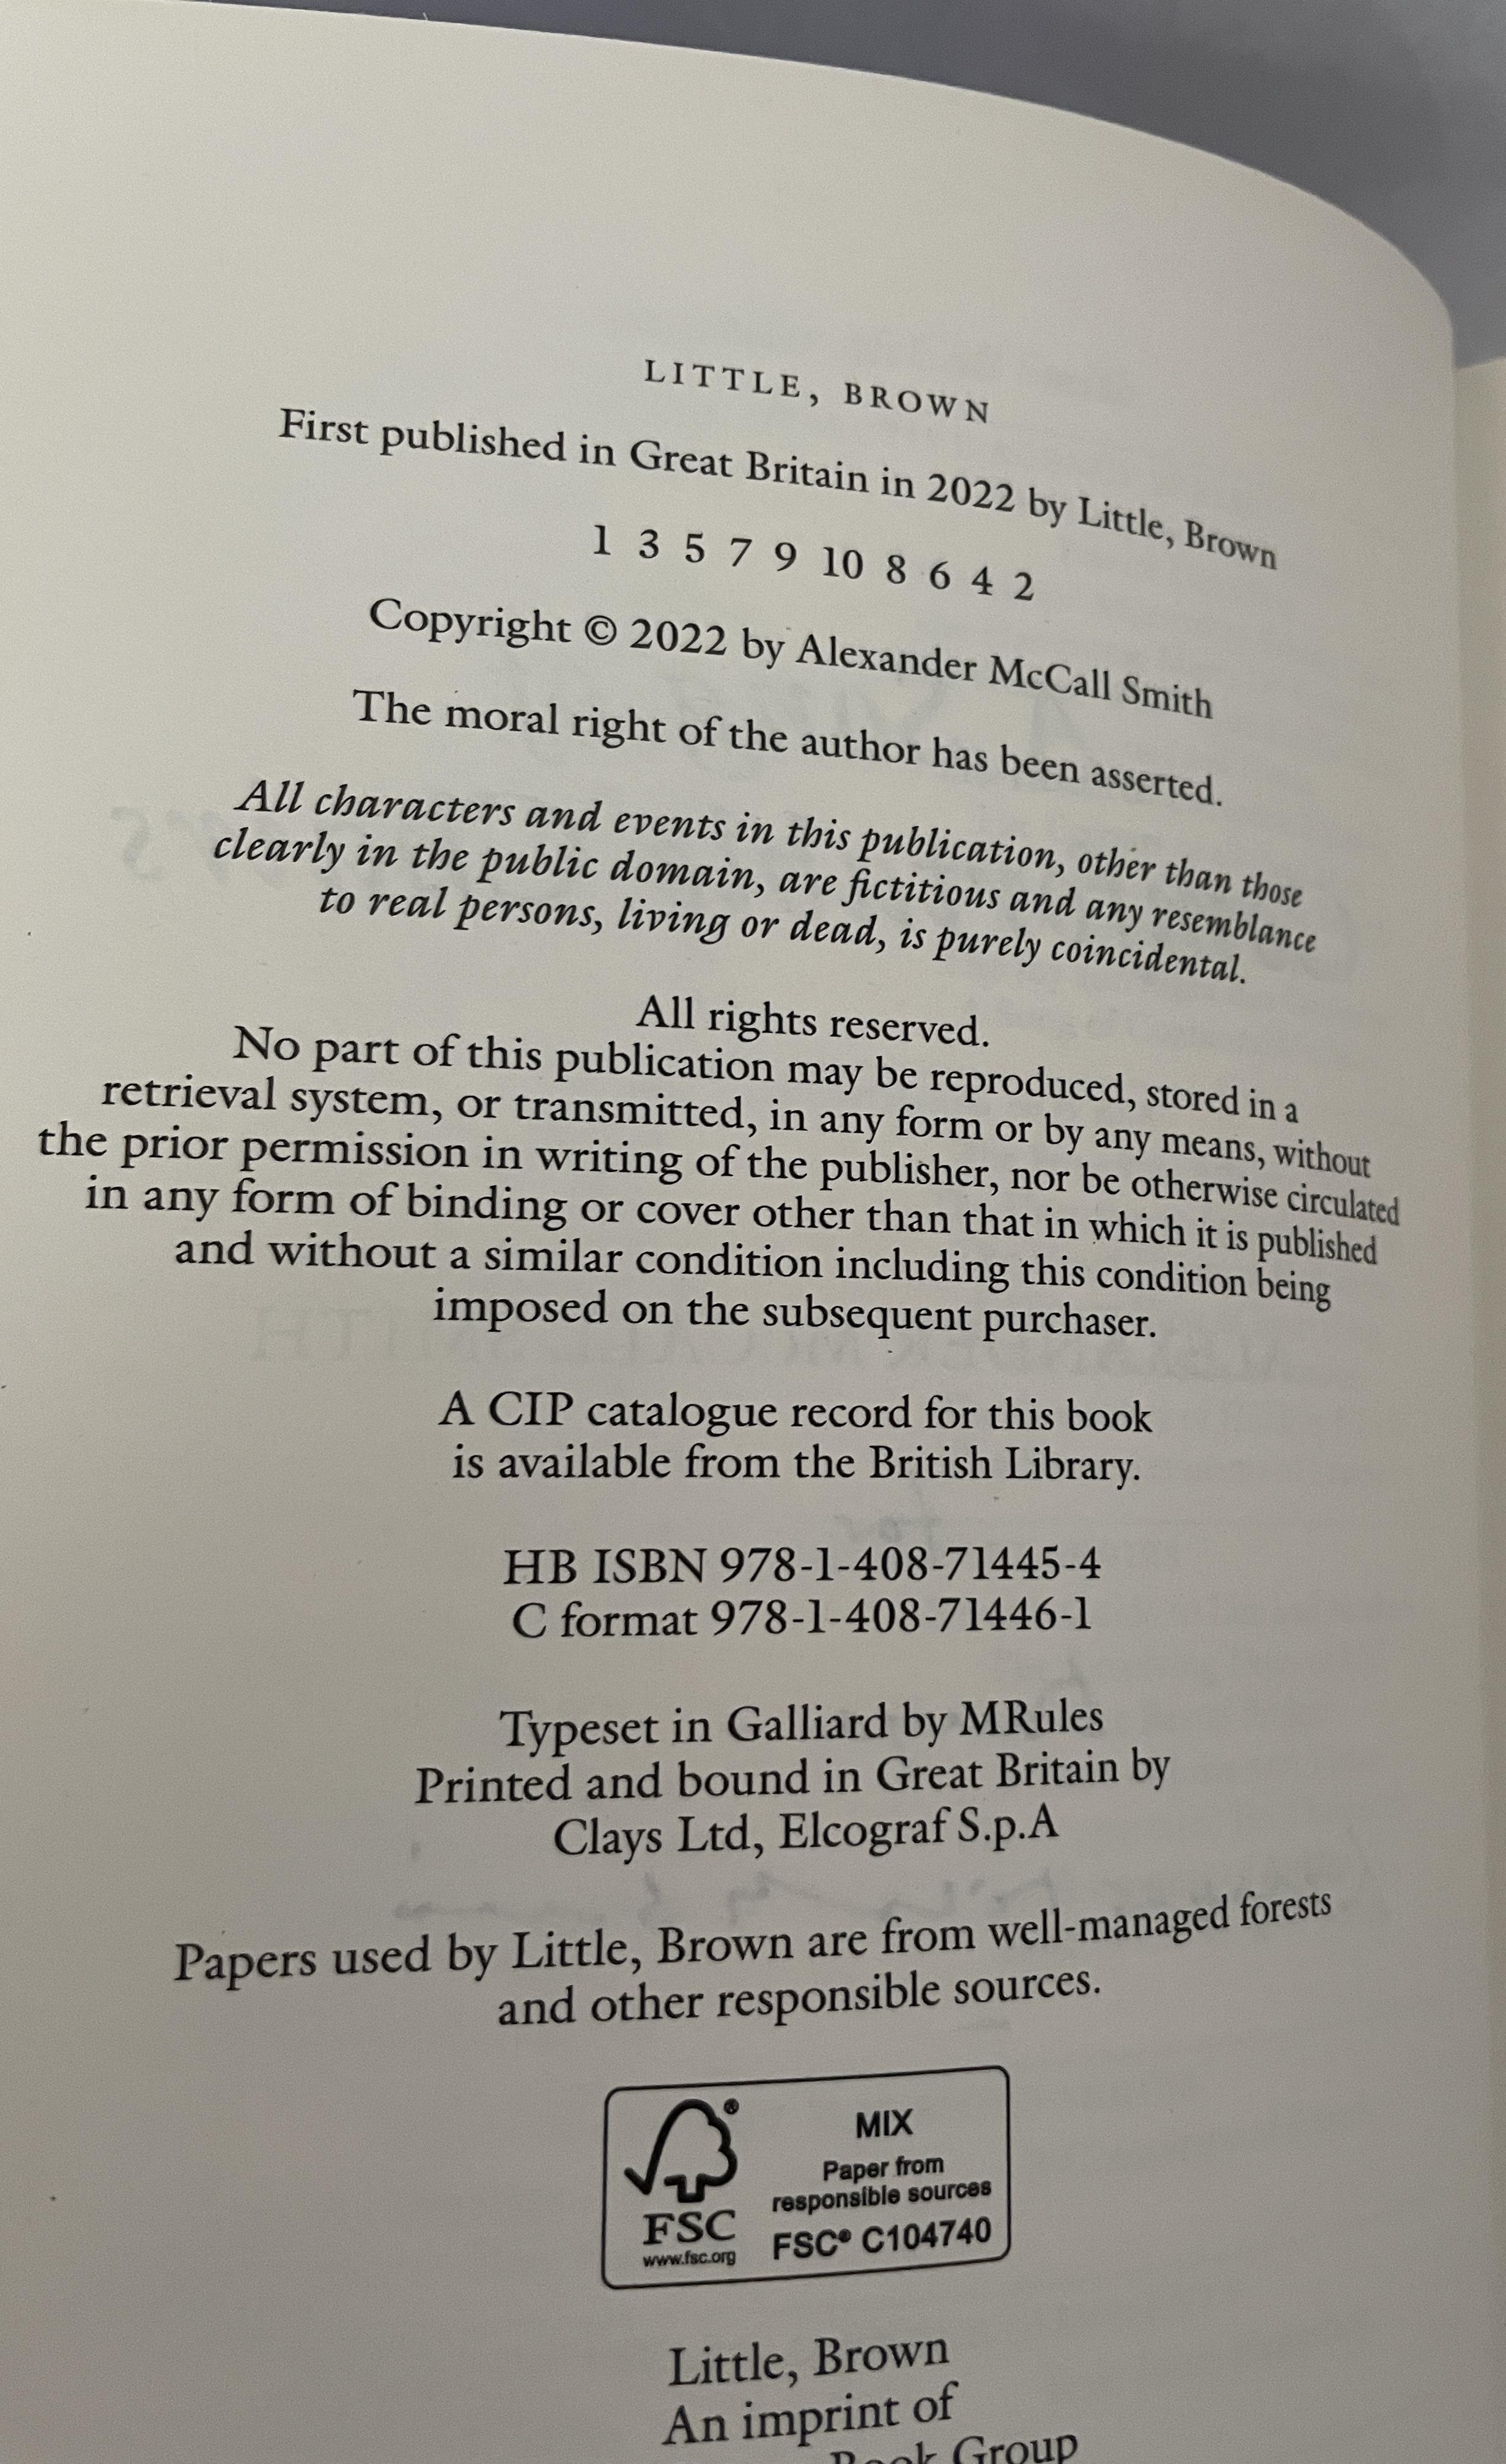 LITTLE, BROWN
First published in Great Britain in 2022 by Little, Brown
1 3 5 7 9 10 8 6 4 2
Copyright © 2022 by Alexander McCall Smith
The moral right of the author has been asserted.
All characters and events in this publication, other than those
clearly in the public domain, are fictitious and any resemblance
to real persons, living or dead, is purely coincidental.
All rights reserved.
No part of this publication may be reproduced, stored in a
retrieval system, or transmitted, in any form or by any means, without
the prior permission in writing of the publisher, nor be otherwise circulated
in any form of binding or cover other than that in which it is published
and without a similar condition including this condition being
imposed on the subsequent purchaser.
A CIP catalogue record for this book
is available from the British Library.
HB ISBN 978-1-408-71445-4
C format 978-1-408-71446-1
Typeset in Galliard by MRules
Printed and bound in Great Britain by
Clays Ltd, Elcograf S.p.A
Papers used by Little, Brown are from well-managed forests
and other responsible sources.
®
FSC
www.fsc.org
MIX
Paper from
responsible sources
FSC® C104740
Little, Brown
An imprint of
Book Group